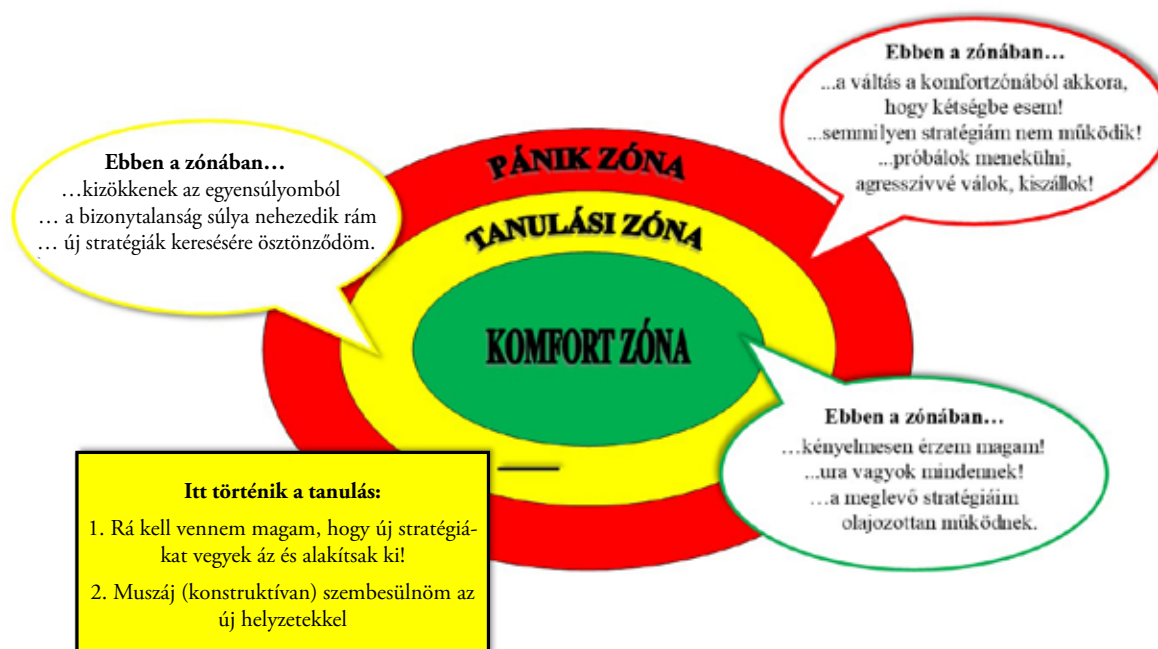 Ebben a zónában…
...a váltás a komfortzónából akkora,
hogy kétségbe esem!
...semmilyen stratégiám nem működik!
...próbálok menekülni,
agresszívvé válok, kiszállok!
PÁNIK ZÓNA
Ebben a zónában…
…kizökkenek az egyensúlyomból
… a bizonytalanság súlya nehezedik rám
… új stratégiák keresésére ösztönződöm.
TANULÁSI ZÓNA
KOMFORT ZÓNA
Ebben a zónában…
…kényelmesen érzem magam!
...ura vagyok mindennek!
…a meglevő stratégiáim
olajozottan működnek.
Itt történik a tanulás:
1. Rá kell vennem magam, hogy új stratégiá-
kat vegyek áz és alakítsak ki!
2. Muszáj (konstruktívan) szembesülnöm az
új helyzetekkel